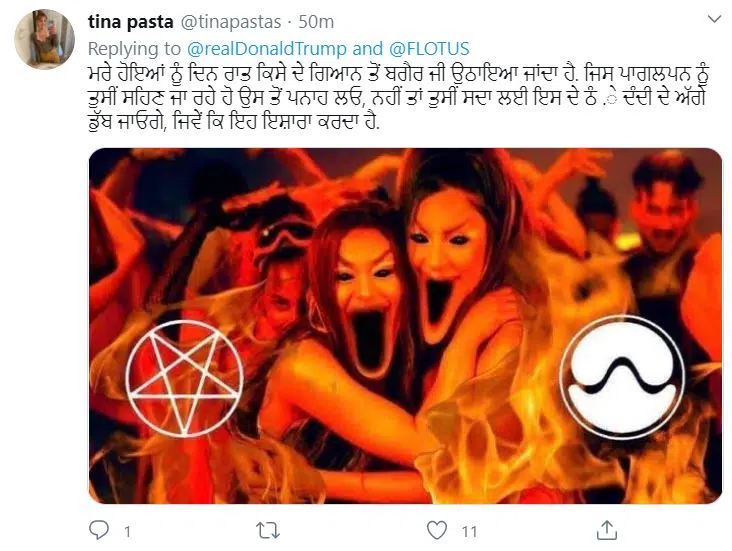 tina pasta @tinapastas · 50m
Replying to @realDonaldTrump and @FLOTUS
ਮਰੇ ਹੋਇਆਂ ਨੂੰ ਦਿਨ ਰਾਤ ਕਿਸੇ ਦੇ ਗਿਆਨ ਤੋਂ ਬਗੈਰ ਜੀ ਉਠਾਇਆ ਜਾਂਦਾ ਹੈ. ਜਿਸ ਪਾਗਲਪਨ ਨੂੰ
ਤੁਸੀਂ ਸਹਿਣ ਜਾ ਰਹੇ ਹੋ ਉਸ ਤੋਂ ਪਨਾਹ ਲਓ, ਨਹੀਂ ਤਾਂ ਤੁਸੀਂ ਸਦਾ ਲਈ ਇਸ ਦੇ ਠੰ .ੇ ਦੰਦੀ ਦੇ ਅੱਗੇ
ਡੁੱਬ ਜਾਓਗੇ, ਜਿਵੇਂ ਕਿ ਇਹ ਇਸ਼ਾਰਾ ਕਰਦਾ ਹੈ.
1 11